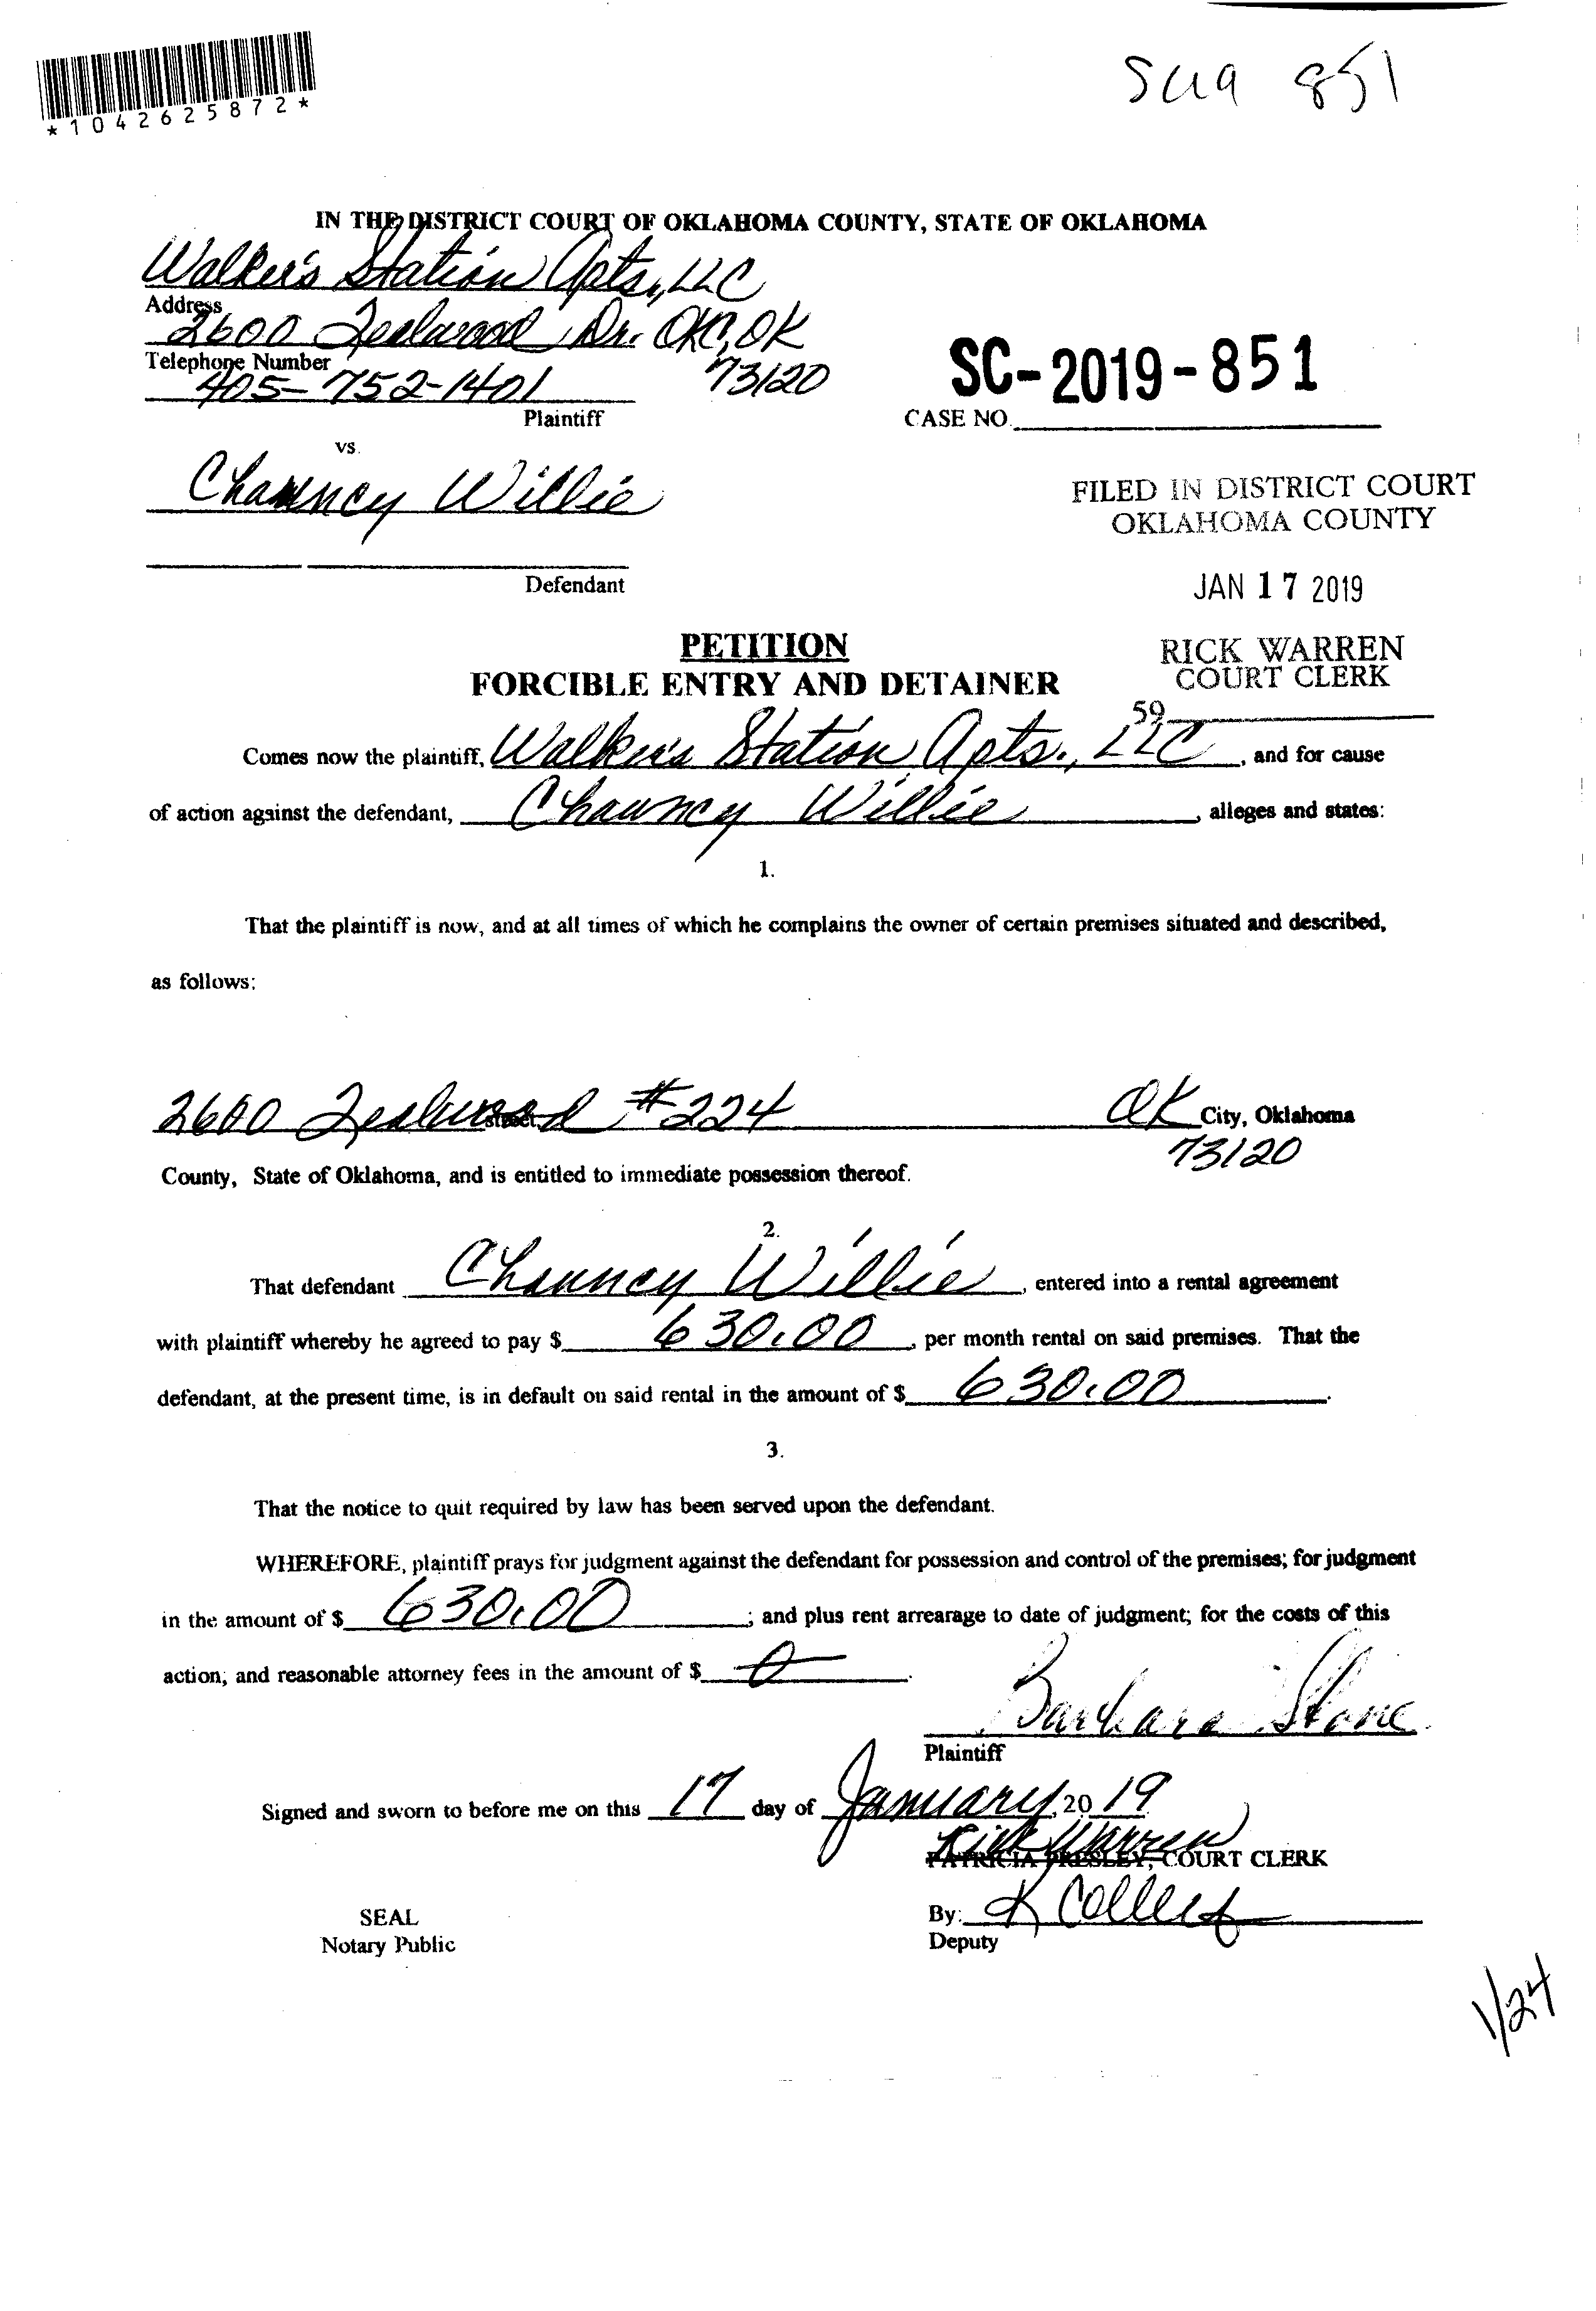 *1042625872*
SC19 851
IN THE DISTRICT COURT OF OKLAHOMA COUNTY, STATE OF OKLAHOMA
Walker's Station Apts, LLC
Address
2600 Tealwood Dr. OKC, OK
Telephone Number
405-752-1401 73120
Plaintiff
SC-2019-851
CASE NO.
vs.
Chauncy Willie
FILED IN DISTRICT COURT
OKLAHOMA COUNTY
Defendant
JAN 17 2019
PETITION
FORCIBLE ENTRY AND DETAINER
RICK WARREN
COURT CLERK
59
Comes now the plaintiff, Walker's Station Apts., LLC, and for cause
of action against the defendant, Chauncy Willie, alleges and states:
1.
That the plaintiff is now, and at all times of which he complains the owner of certain premises situated and described,
as follows:
2600 Tealwood #224 OK City, Oklahoma
Street
73120
County, State of Oklahoma, and is entitled to immediate possession thereof.
2.
That defendant Chauncy Willie, entered into a rental agreement
with plaintiff whereby he agreed to pay $ 630.00, per month rental on said premises. That the
defendant, at the present time, is in default on said rental in the amount of $ 630.00.
3.
That the notice to quit required by law has been served upon the defendant.
WHEREFORE, plaintiff prays for judgment against the defendant for possession and control of the premises; for judgment
in the amount of $ 630.00; and plus rent arrearage to date of judgment; for the costs of this
action; and reasonable attorney fees in the amount of $ 0.
Barbara Stone
Plaintiff
Signed and sworn to before me on this 17 day of January, 20 19
Rick Warren
PATRICIA PRESLEY, COURT CLERK
SEAL
Notary Public
By: K
Deputy
1/24